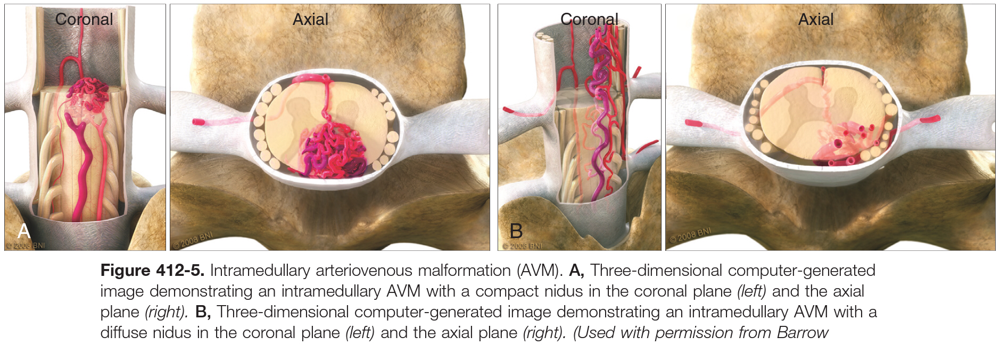 Coronal
Axial
Coronal
Axial
A
© 2008 BNI
© 2008 BNI
B
© 2008 BNI
© 2008 BNI
Figure 412-5. Intramedullary arteriovenous malformation (AVM). A, Three-dimensional computer-generated
image demonstrating an intramedullary AVM with a compact nidus in the coronal plane (left) and the axial
plane (right). B, Three-dimensional computer-generated image demonstrating an intramedullary AVM with a
diffuse nidus in the coronal plane (left) and the axial plane (right). (Used with permission from Barrow